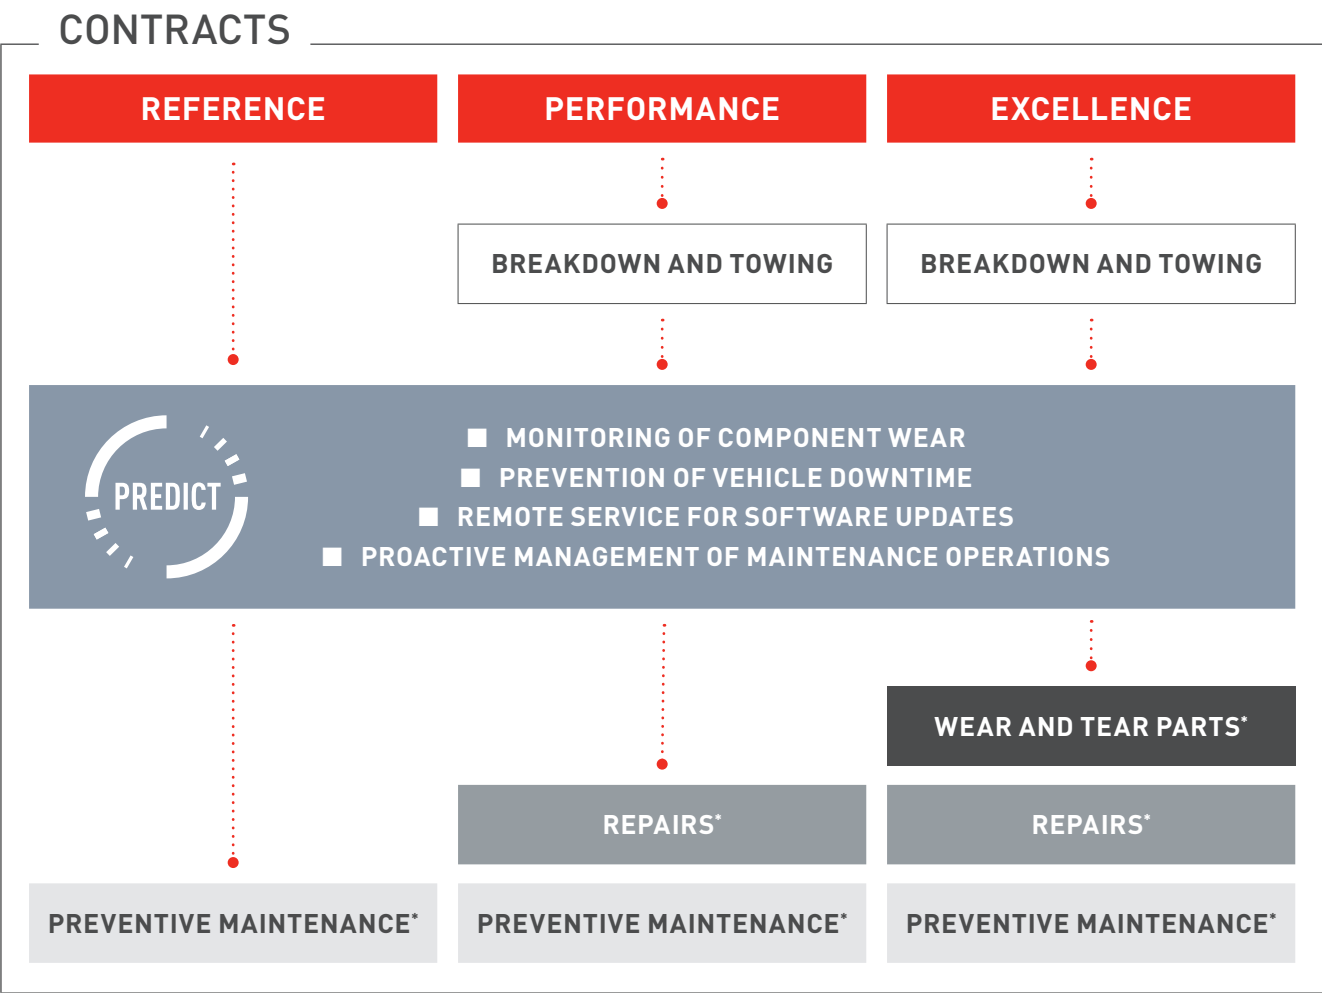 CONTRACTS
REFERENCE
PERFORMANCE
EXCELLENCE
BREAKDOWN AND TOWING
BREAKDOWN AND TOWING
PREDICT
■ MONITORING OF COMPONENT WEAR
■ PREVENTION OF VEHICLE DOWNTIME
■ REMOTE SERVICE FOR SOFTWARE UPDATES
■ PROACTIVE MANAGEMENT OF MAINTENANCE OPERATIONS
WEAR AND TEAR PARTS*
REPAIRS*
REPAIRS*
PREVENTIVE MAINTENANCE*
PREVENTIVE MAINTENANCE*
PREVENTIVE MAINTENANCE*